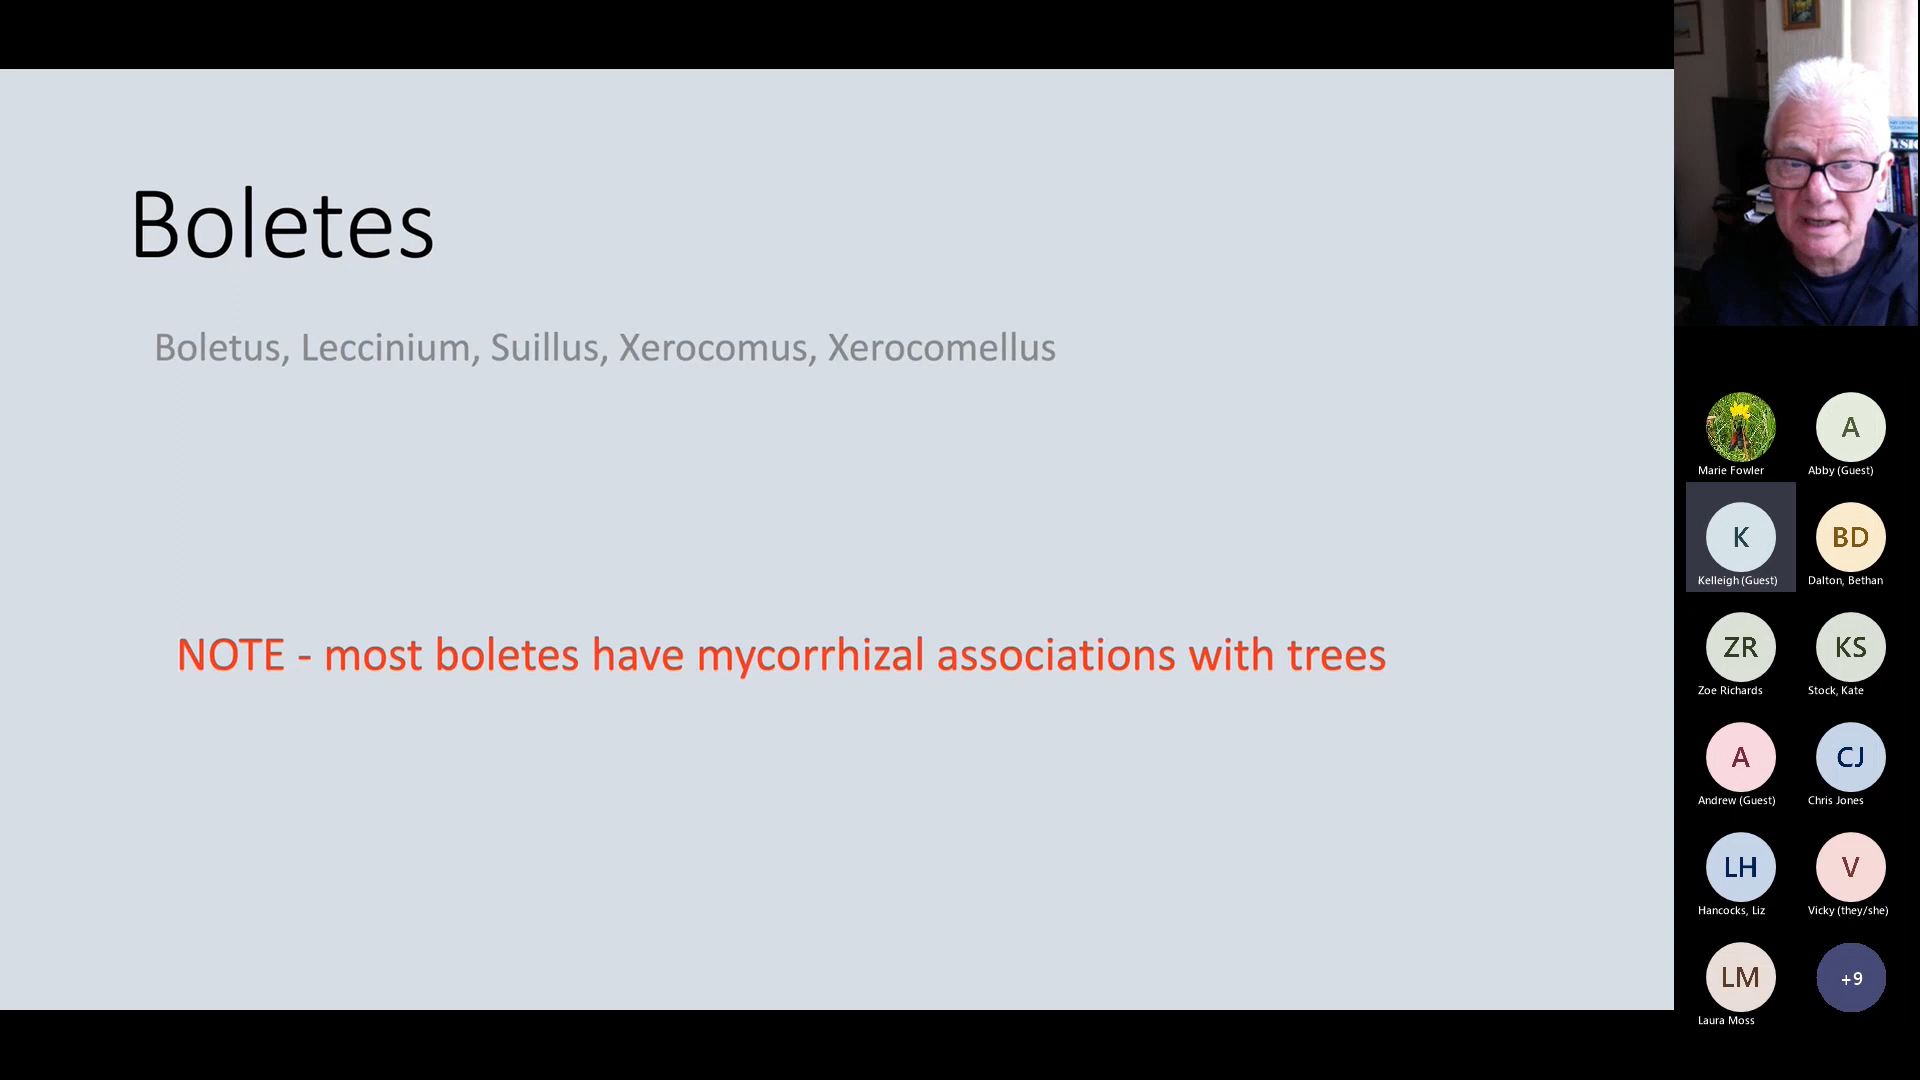 Boletes
Boletus, Leccinium, Suillus, Xerocomus, Xerocomellus
NOTE - most boletes have mycorrhizal associations with trees
Marie Fowler
A
Abby (Guest)
K
Kelleigh (Guest)
BD
Dalton, Bethan
ZR
Zoe Richards
KS
Stock, Kate
A
Andrew (Guest)
CJ
Chris Jones
LH
Hancocks, Liz
V
Vicky (they/she)
LM
Laura Moss
+9